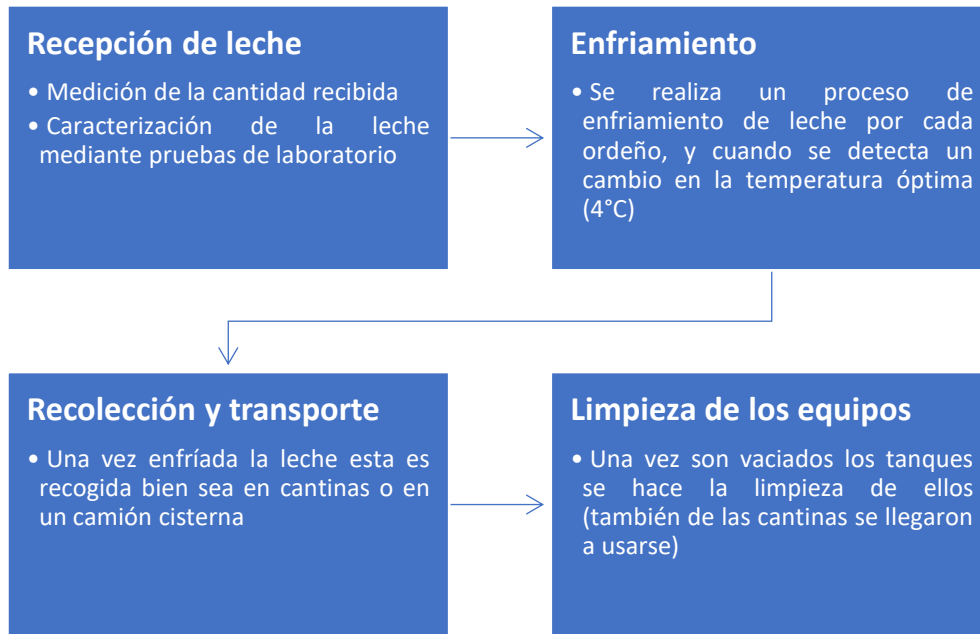 Recepción de leche
• Medición de la cantidad recibida
• Caracterización de la leche
mediante pruebas de laboratorio
Enfriamiento
• Se realiza un proceso de
enfriamiento de leche por cada
ordeño, y cuando se detecta un
cambio en la temperatura óptima
(4°C)
Recolección y transporte
• Una vez enfríada la leche esta es
recogida bien sea en cantinas o en
un camión cisterna
Limpieza de los equipos
• Una vez son vaciados los tanques
se hace la limpieza de ellos
(también de las cantinas se llegaron
a usarse)